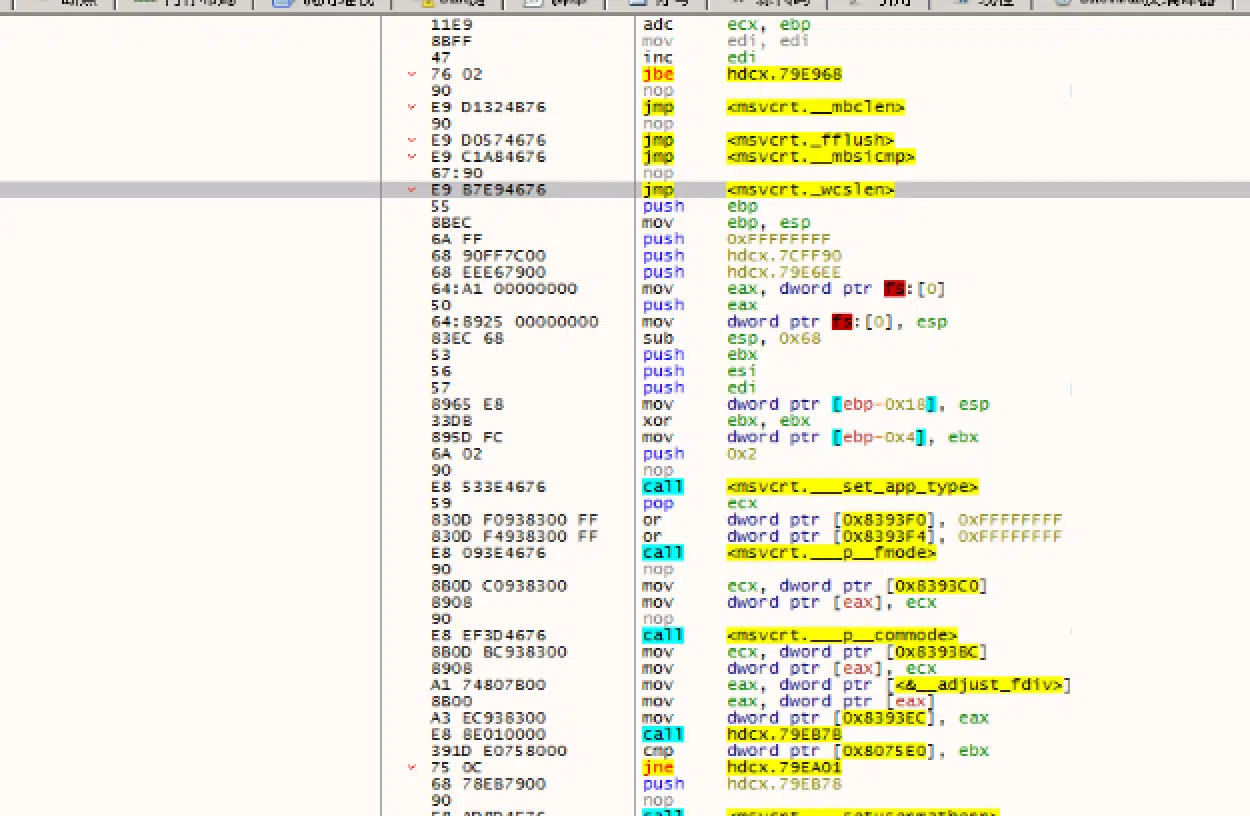 11E9 adc ecx, ebp
8BFF mov edi, edi
47 inc edi
76 02 jbe hdcx.79E968
90 nop
E9 D1324B76 jmp <msvcrt.__mbclen>
90 nop
E9 D0574676 jmp <msvcrt._fflush>
E9 C1A84676 jmp <msvcrt.__mbsicmp>
67:90 nop
E9 B7E94676 jmp <msvcrt._wcslen>
55 push ebp
8BEC mov ebp, esp
6A FF push 0xFFFFFFFF
68 90FF7C00 push hdcx.7CFF90
68 EEE67900 push hdcx.79E6EE
64:A1 00000000 mov eax, dword ptr fs:[0]
50 push eax
64:8925 00000000 mov dword ptr fs:[0], esp
83EC 68 sub esp, 0x68
53 push ebx
56 push esi
57 push edi
8965 E8 mov dword ptr [ebp-0x18], esp
33DB xor ebx, ebx
895D FC mov dword ptr [ebp-0x4], ebx
6A 02 push 0x2
90 nop
E8 533E4676 call <msvcrt.___set_app_type>
59 pop ecx
830D F0938300 FF or dword ptr [0x8393F0], 0xFFFFFFFF
830D F4938300 FF or dword ptr [0x8393F4], 0xFFFFFFFF
E8 093E4676 call <msvcrt.___p__fmode>
90 nop
8B0D C0938300 mov ecx, dword ptr [0x8393C0]
8908 mov dword ptr [eax], ecx
90 nop
E8 EF3D4676 call <msvcrt.___p__commode>
8B0D BC938300 mov ecx, dword ptr [0x8393BC]
8908 mov dword ptr [eax], ecx
A1 74807B00 mov eax, dword ptr [<&__adjust_fdiv>]
8B00 mov eax, dword ptr [eax]
A3 EC938300 mov dword ptr [0x8393EC], eax
E8 8E010000 call hdcx.79EB7B
391D E0758000 cmp dword ptr [0x8075E0], ebx
75 0C jne hdcx.79EA01
68 78EB7900 push hdcx.79EB78
90 nop